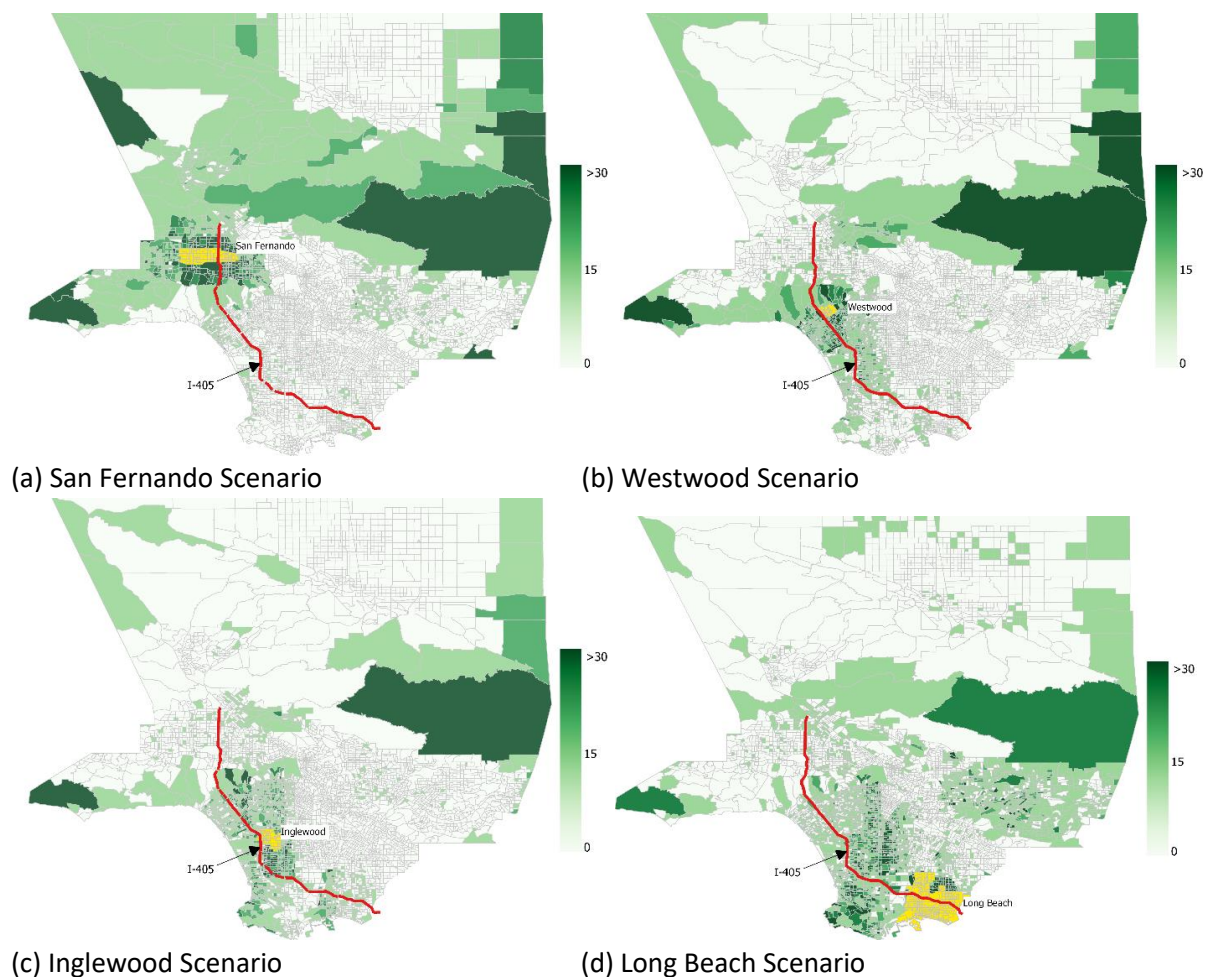 >30
San Fernando
15
I-405
0
(a) San Fernando Scenario
>30
Westwood
15
I-405
0
(b) Westwood Scenario
>30
15
Inglewood
I-405
0
(c) Inglewood Scenario
>30
15
I-405
0
Long Beach
(d) Long Beach Scenario